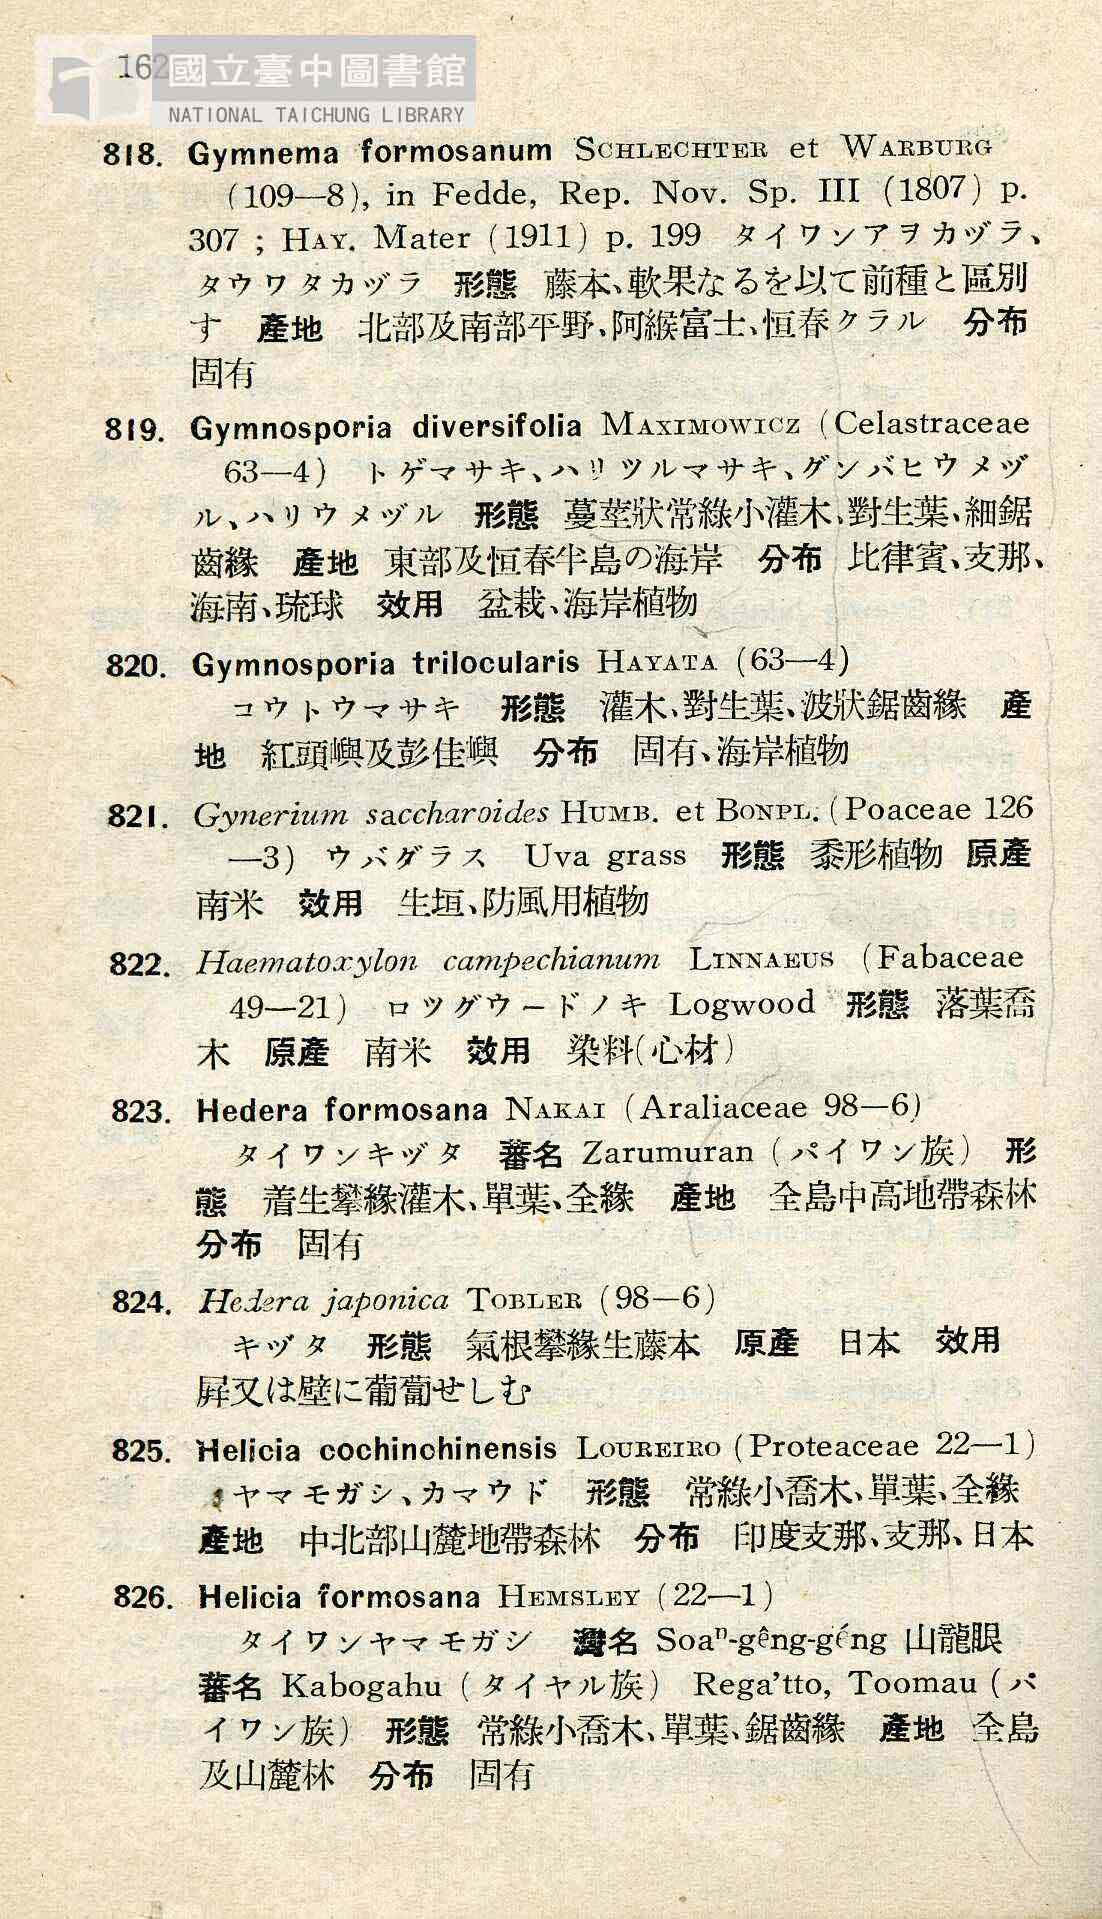 162
國立臺中圖書館
NATIONAL TAICHUNG LIBRARY
818. Gymnema formosanum SCHLECHTER et WARBURG
(109—8), in Fedde, Rep. Nov. Sp. III (1807) p.
307 ; HAY. Mater (1911) p. 199 タイワンアヲカヅラ、
タウワタカヅラ 形態 藤本、軟果なるを以て前種と區別
す 產地 北部及南部平野、阿緱富士、恒春クラル 分布
固有
819. Gymnosporia diversifolia MAXIMOWICZ (Celastraceae
63—4) トゲマサキ、ハリツルマサキ、グンバヒウメヅ
ル、ハリウメヅル 形態 蔓莖狀常綠小灌木、對生葉、細鋸
齒緣 產地 東部及恒春半島の海岸 分布 比律賓、支那、
海南、琉球 效用 盆栽、海岸植物
820. Gymnosporia trilocularis HAYATA (63—4)
コウトウマサキ 形態 灌木、對生葉、波狀鋸齒緣 產
地 紅頭嶼及彭佳嶼 分布 固有、海岸植物
821. Gynerium saccharoides HUMB. et BONPL. (Poaceae 126
—3) ウバグラス Uva grass 形態 黍形植物 原產
南米 效用 生垣、防風用植物
822. Haematoxylon campechianum LINNAEUS (Fabaceae
49—21) ロツグウードノキ Logwood 形態 落葉喬
木 原產 南米 效用 染料(心材)
823. Hedera formosana NAKAI (Araliaceae 98—6)
タイワンキヅタ 蕃名 Zarumuran (パイワン族) 形
態 着生攀緣灌木、單葉、全緣 產地 全島中高地帶森林
分布 固有
824. Hedera japonica TOBLER (98—6)
キヅタ 形態 氣根攀緣生藤本 原產 日本 效用
屛又は壁に葡蔔せしむ
825. Helicia cochinchinensis LOUREIRO (Proteaceae 22—1)
ヤマモガシ、カマウド 形態 常綠小喬木、單葉、全緣
產地 中北部山麓地帶森林 分布 印度支那、支那、日本
826. Helicia formosana HEMSLEY (22—1)
タイワンヤマモガシ 灣名 Soaⁿ-gêng-géng 山龍眼
蕃名 Kabogahu (タイヤル族) Rega'tto, Toomau (パ
イワン族) 形態 常綠小喬木、單葉、鋸齒緣 產地 全島
及山麓林 分布 固有